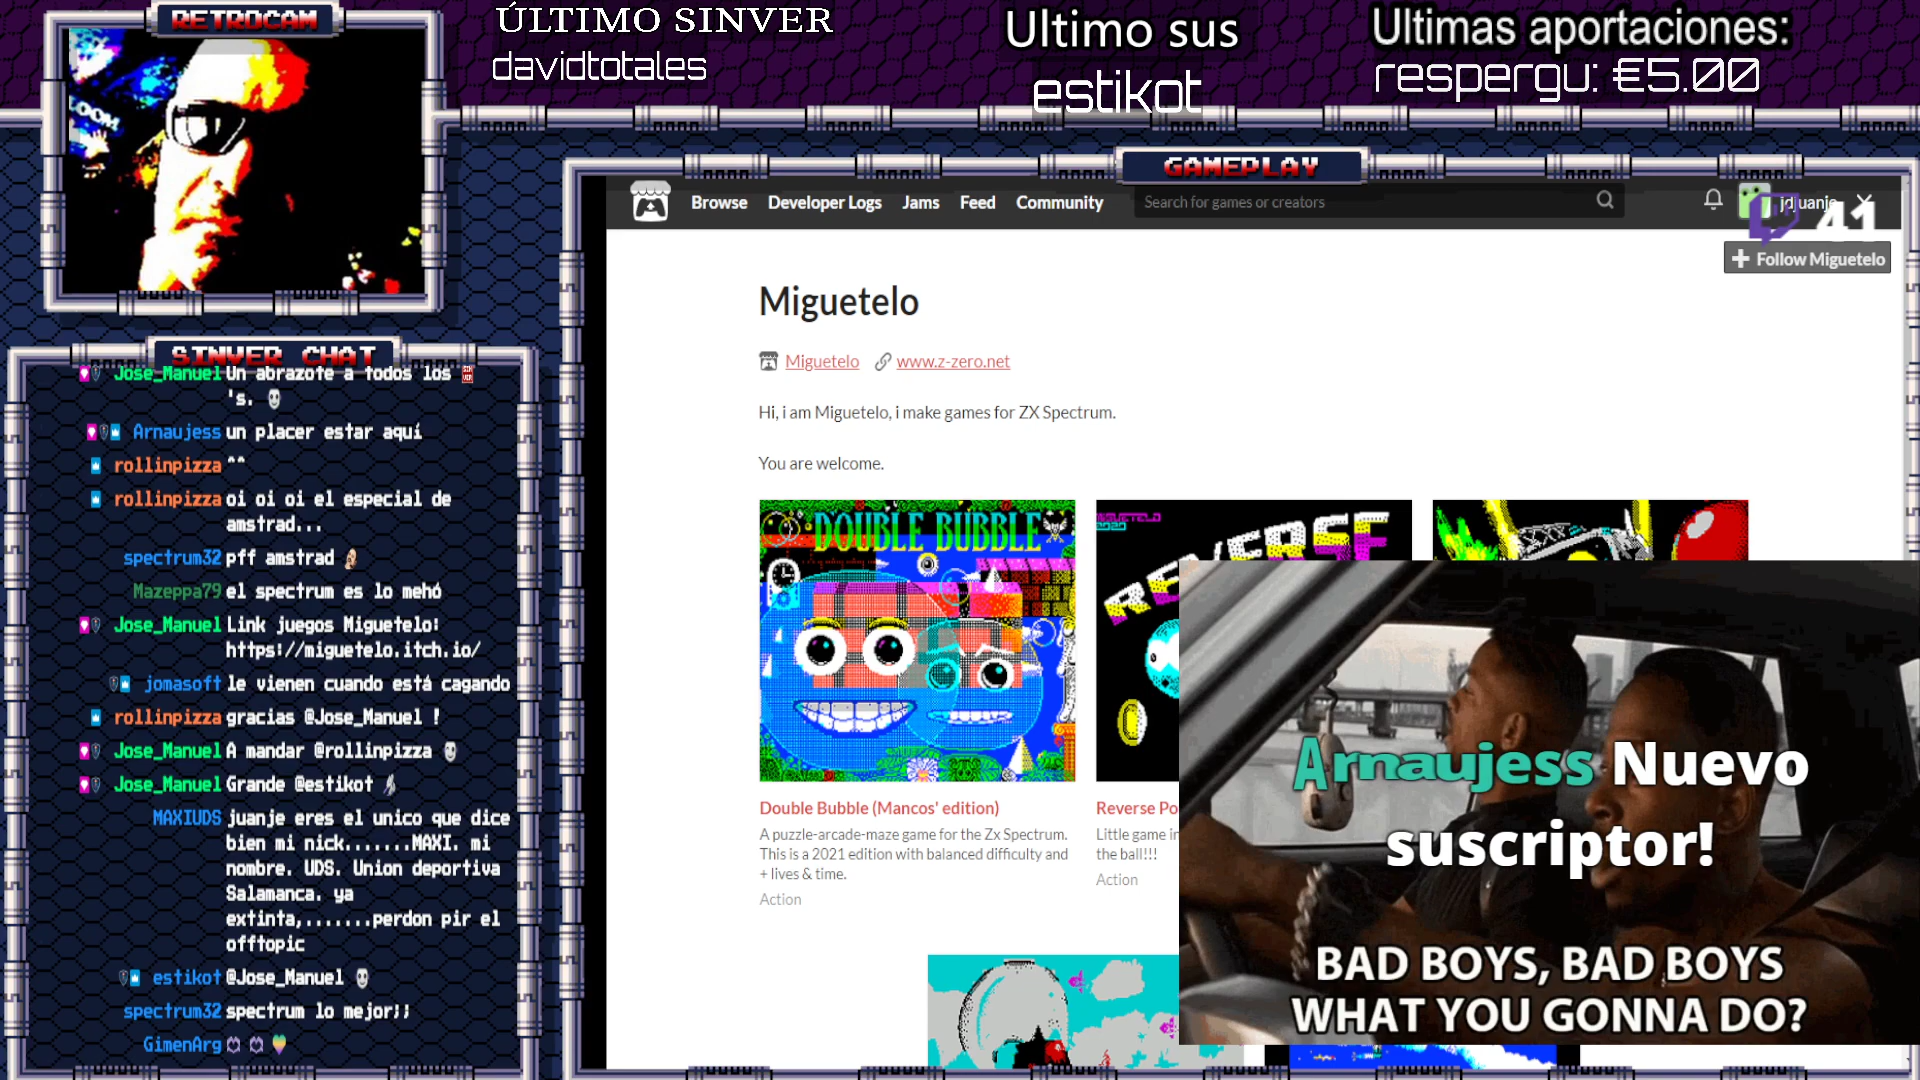 RETROCAM
LOOM
ÚLTIMO SINVER
davidtotales
Ultimo sus
estikot
Ultimas aportaciones:
respergu: €5.00
GAMEPLAY
Browse Developer Logs Jams Feed Community
Search for games or creators
jdjuanje
41
Follow Miguetelo
Miguetelo
Miguetelo www.z-zero.net
Hi, i am Miguetelo, i make games for ZX Spectrum.
You are welcome.
DOUBLE BUBBLE
MIGUETELO
2020
REVERSE
Double Bubble (Mancos' edition)
A puzzle-arcade-maze game for the Zx Spectrum.
This is a 2021 edition with balanced difficulty and
+ lives & time.
Action
Reverse Po
Little game in
the ball!!!
Action
Arnaujess Nuevo
suscriptor!
BAD BOYS, BAD BOYS
WHAT YOU GONNA DO?
SINVER CHAT
Jose_Manuel Un abrazote a todos los
's.
Arnaujess un placer estar aquí
rollinpizza ^^
rollinpizza oi oi oi el especial de
amstrad...
spectrum32 pff amstrad
Mazeppa79 el spectrum es lo mehó
Jose_Manuel Link juegos Miguetelo:
https://miguetelo.itch.io/
jomasoft le vienen cuando está cagando
rollinpizza gracias @Jose_Manuel !
Jose_Manuel A mandar @rollinpizza
Jose_Manuel Grande @estikot
MAXIUDS juanje eres el unico que dice
bien mi nick.......MAXI. mi
nombre. UDS. Union deportiva
Salamanca. ya
extinta,.......perdon pir el
offtopic
estikot @Jose_Manuel
spectrum32 spectrum lo mejor;;
GimenArg